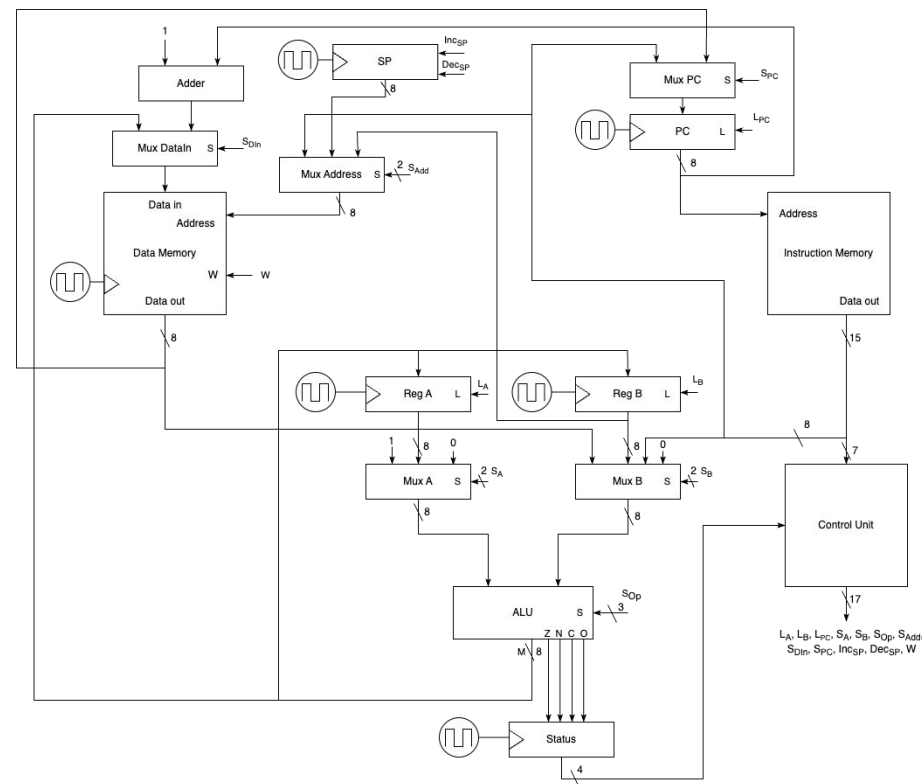 1
Adder
Mux DataIn
S
S_DIn
Data in
Address
Data Memory
W
W
Data out
8
SP
Inc_SP
Dec_SP
8
Mux Address
S
2
S_Add
8
Mux PC
S
S_PC
PC
L
L_PC
8
Address
Instruction Memory
Data out
15
8
7
Reg A
L
L_A
Reg B
L
L_B
1
8
0
Mux A
S
2
S_A
8
8
0
Mux B
S
2
S_B
8
ALU
S
S_Op
3
Z N C O
M
8
Status
4
Control Unit
17
L_A, L_B, L_PC, S_A, S_B, S_Op, S_Add,
S_DIn, S_PC, Inc_SP, Dec_SP, W